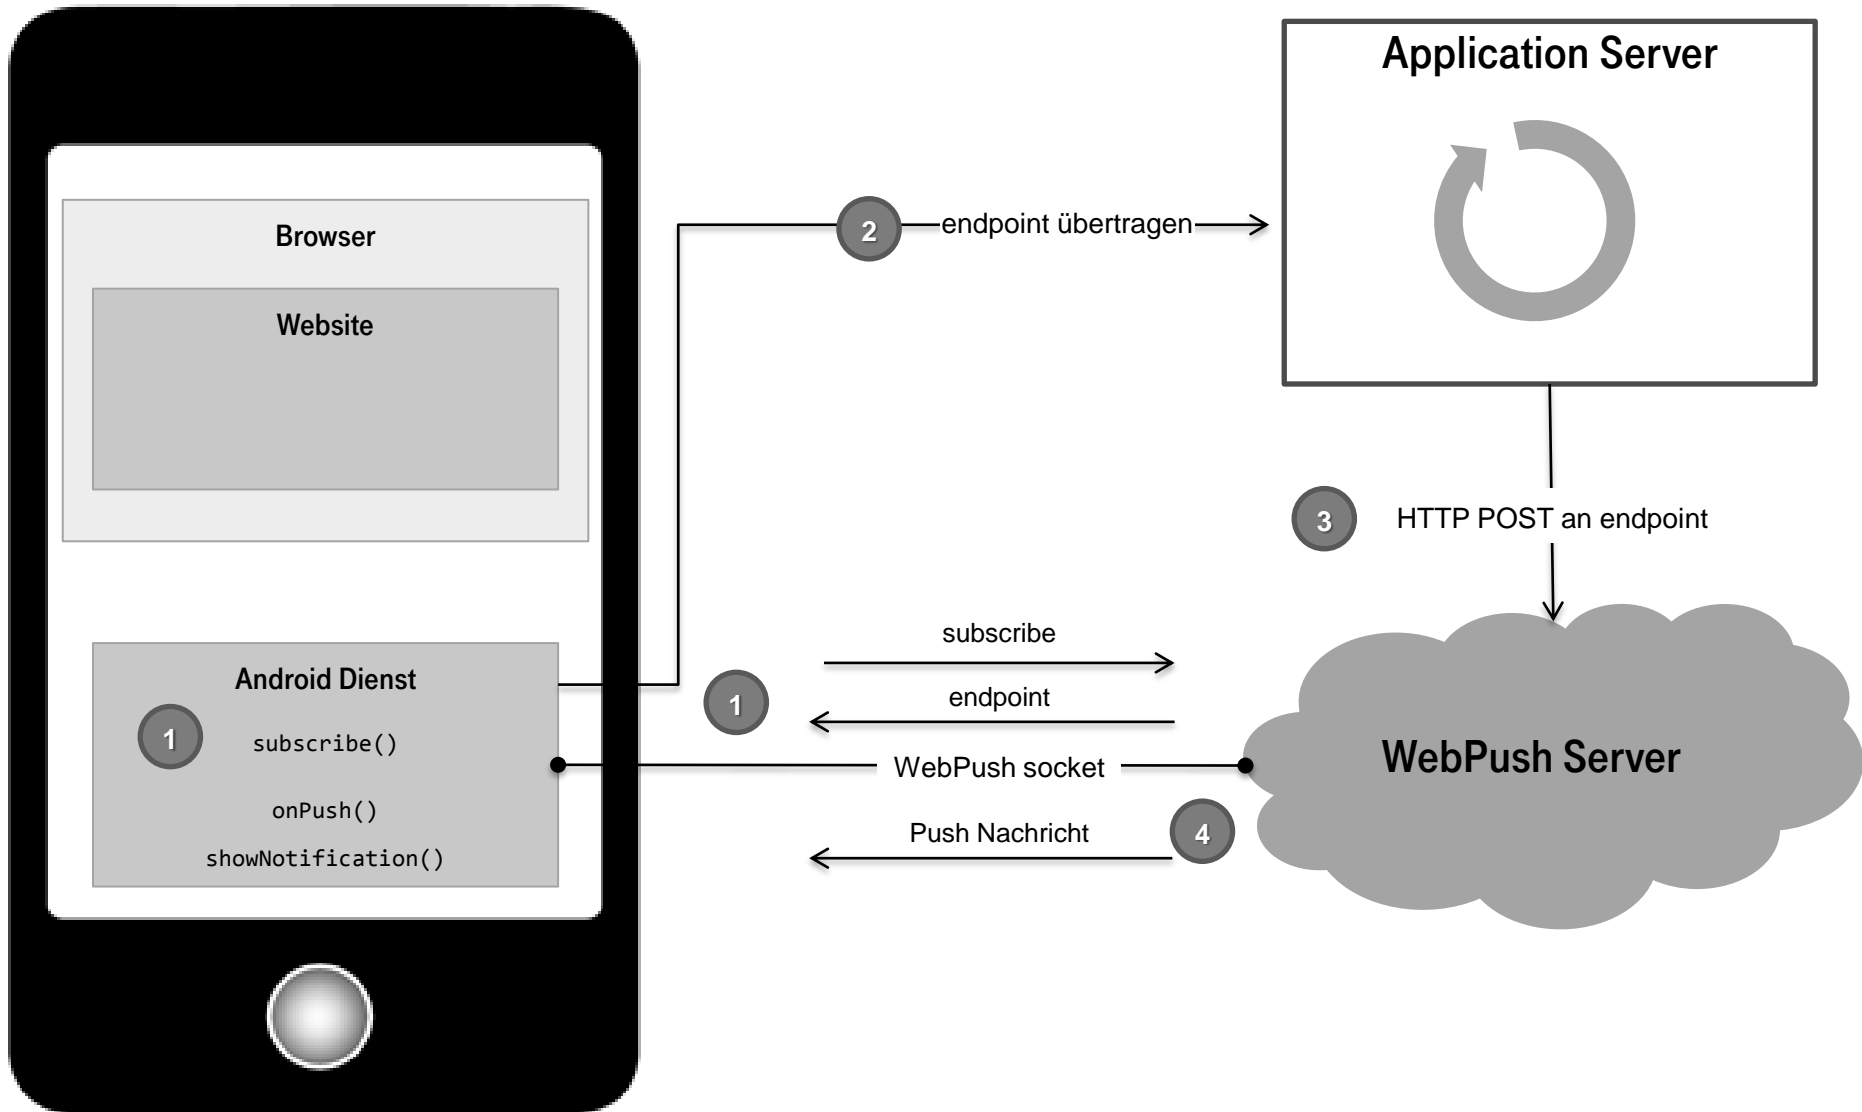 Application Server
Browser
Website
2
endpoint übertragen
3
HTTP POST an endpoint
Android Dienst
1
subscribe()
onPush()
showNotification()
1
subscribe
endpoint
WebPush socket
Push Nachricht
4
WebPush Server